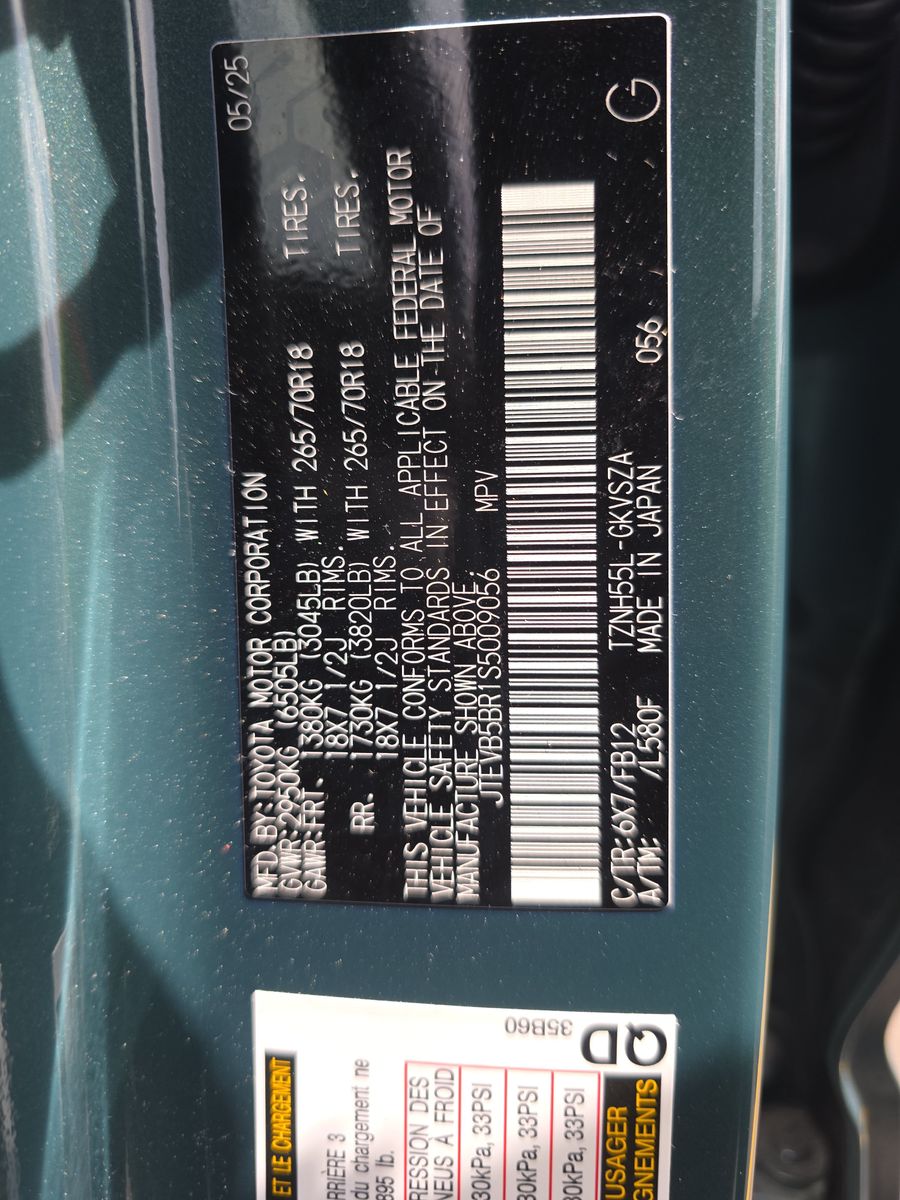 MFD. BY: TOYOTA MOTOR CORPORATION 05/25
GVWR: 2950KG (6505LB)
GAWR: FRT. 1380KG (3045LB) WITH 265/70R18 TIRES.
18X7 1/2J RIMS.
RR. 1730KG (3820LB) WITH 265/70R18 TIRES.
18X7 1/2J RIMS.
THIS VEHICLE CONFORMS TO ALL APPLICABLE FEDERAL MOTOR
VEHICLE SAFETY STANDARDS IN EFFECT ON THE DATE OF
MANUFACTURE SHOWN ABOVE.
JTEVB5BR1S5009056 MPV
C/TR: 6X7/FB12 TZNH55L-GKVSZA
A/TM: /L580F MADE IN JAPAN 056 G
ET LE CHARGEMENT
RRIÈRE 3
du chargement ne
395 lb.
RESSION DES
NEUS À FROID
30kPa, 33PSI
30kPa, 33PSI
30kPa, 33PSI
USAGER
GNEMENTS
35B60
QD